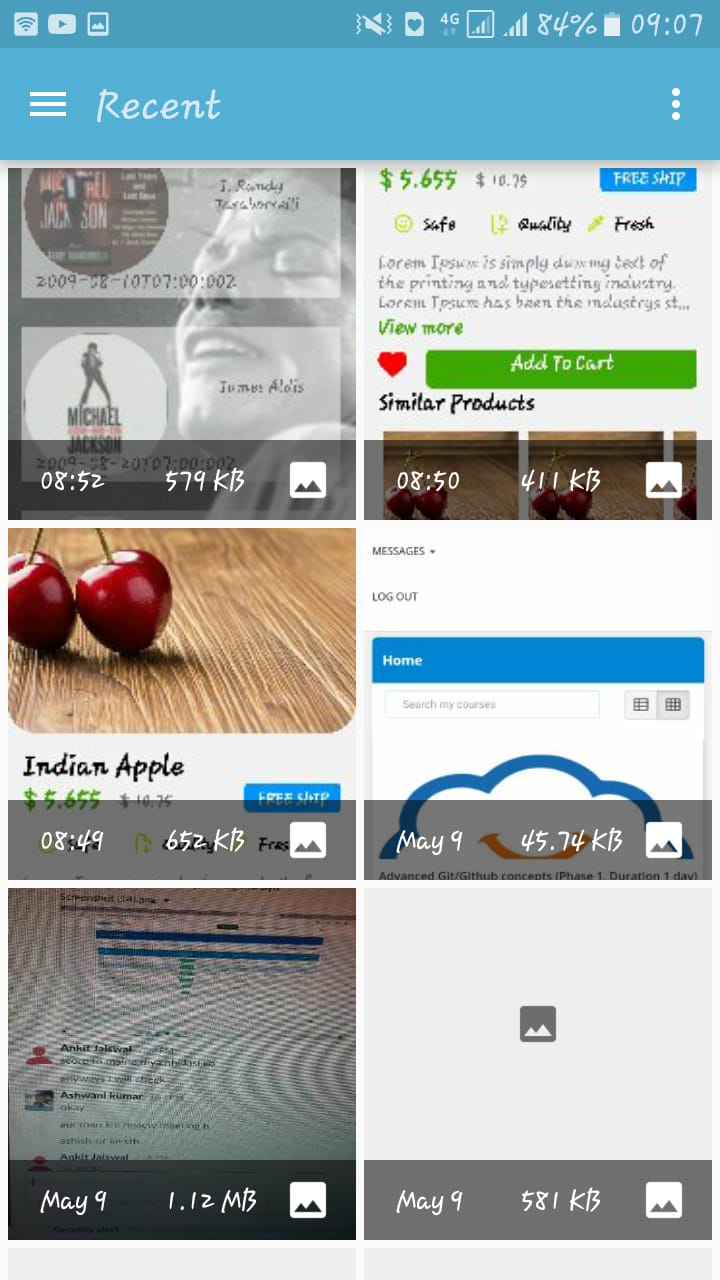 4G 84% 09:07
Recent
Last Years
and
MICHAEL
JACKSON
J. Randy
Taraborrelli
2009-08-10T07:00:00Z
James Aldis
MICHAEL
JACKSON
2009-08-20T07:00:00Z
08:52 579 KB
$ 5.655 $ 10.75 FREE SHIP
Safe Quality Fresh
Lorem Ipsum is simply dummy text of
the printing and typesetting industry.
Lorem Ipsum has been the industrys st...
View more
Add To Cart
Similar Products
08:50 411 KB
Indian Apple
$ 5.655 $ 10.75 FREE SHIP
08:49 652 KB
MESSAGES
LOG OUT
Home
Search my courses
Advanced Git/Github concepts (Phase 1, Duration 1 day)
May 9 45.74 KB
Screenshot (14).png
Ankit Jaiswal
anyways I will check
Ashwani kumar
okay
Ankit Jaiswal
May 9 1.12 MB
Security alert
May 9 581 KB